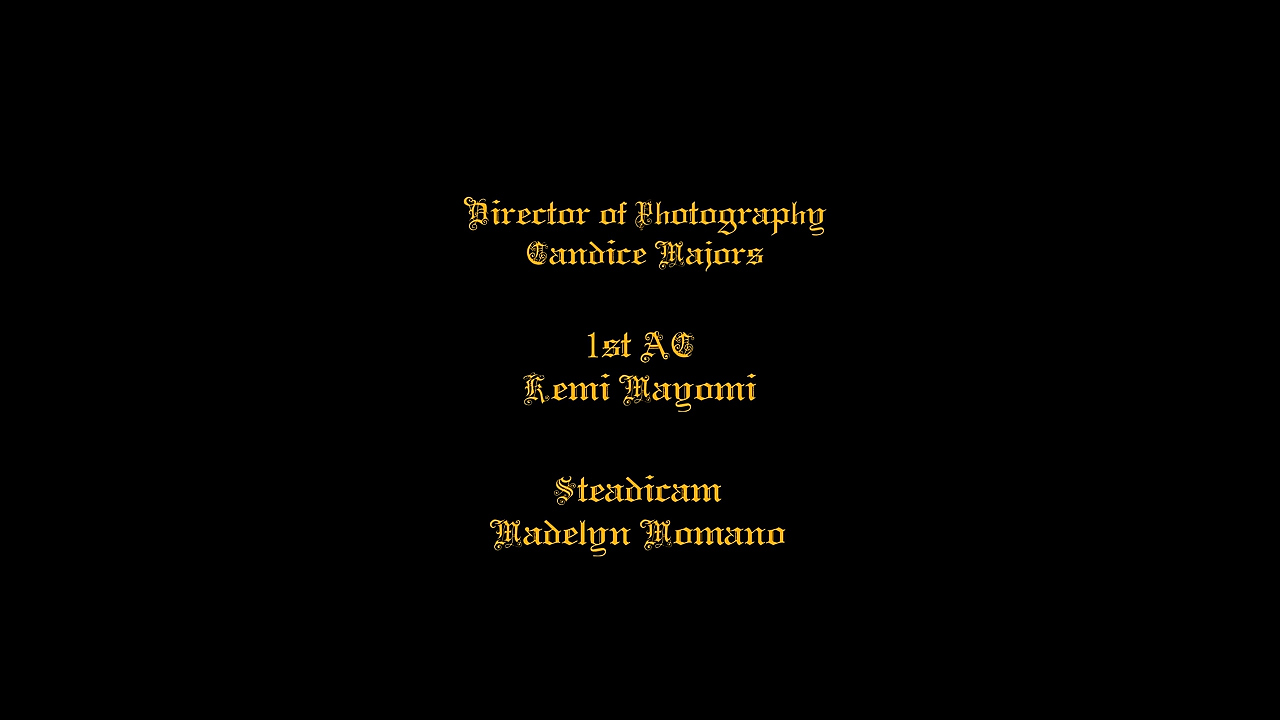 Director of Photography
Candice Majors
1st AC
Kemi Mayomi
Steadicam
Madelyn Momano